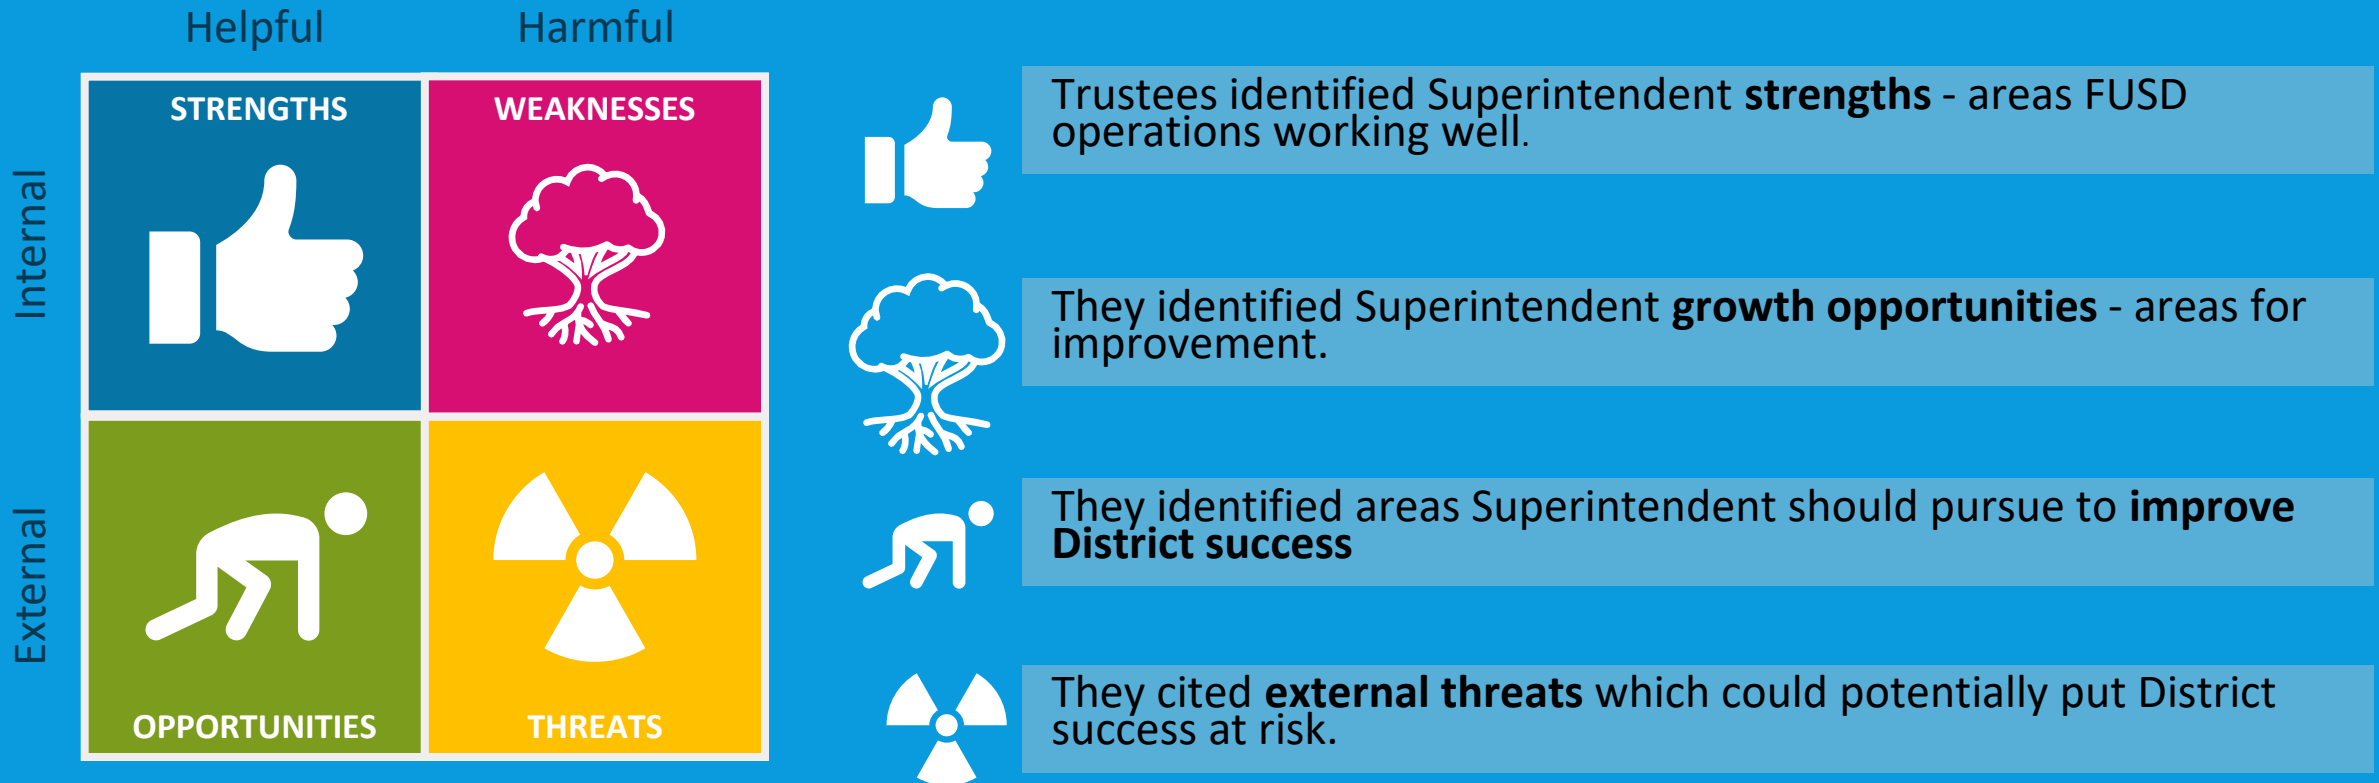 Helpful
Harmful
Internal
External
STRENGTHS
WEAKNESSES
OPPORTUNITIES
THREATS
Trustees identified Superintendent strengths - areas FUSD
operations working well.
They identified Superintendent growth opportunities - areas for
improvement.
They identified areas Superintendent should pursue to improve
District success
They cited external threats which could potentially put District
success at risk.